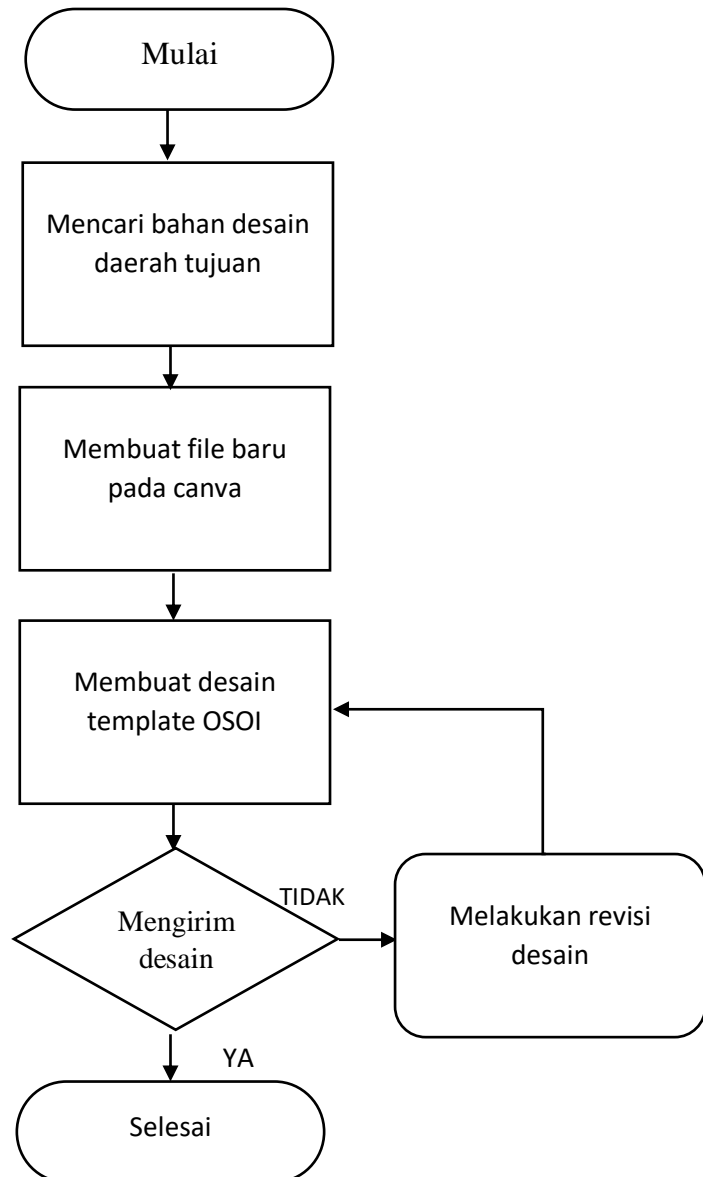 Mulai
Mencari bahan desain
daerah tujuan
Membuat file baru
pada canva
Membuat desain
template OSOI
TIDAK
Mengirim
desain
Melakukan revisi
desain
YA
Selesai